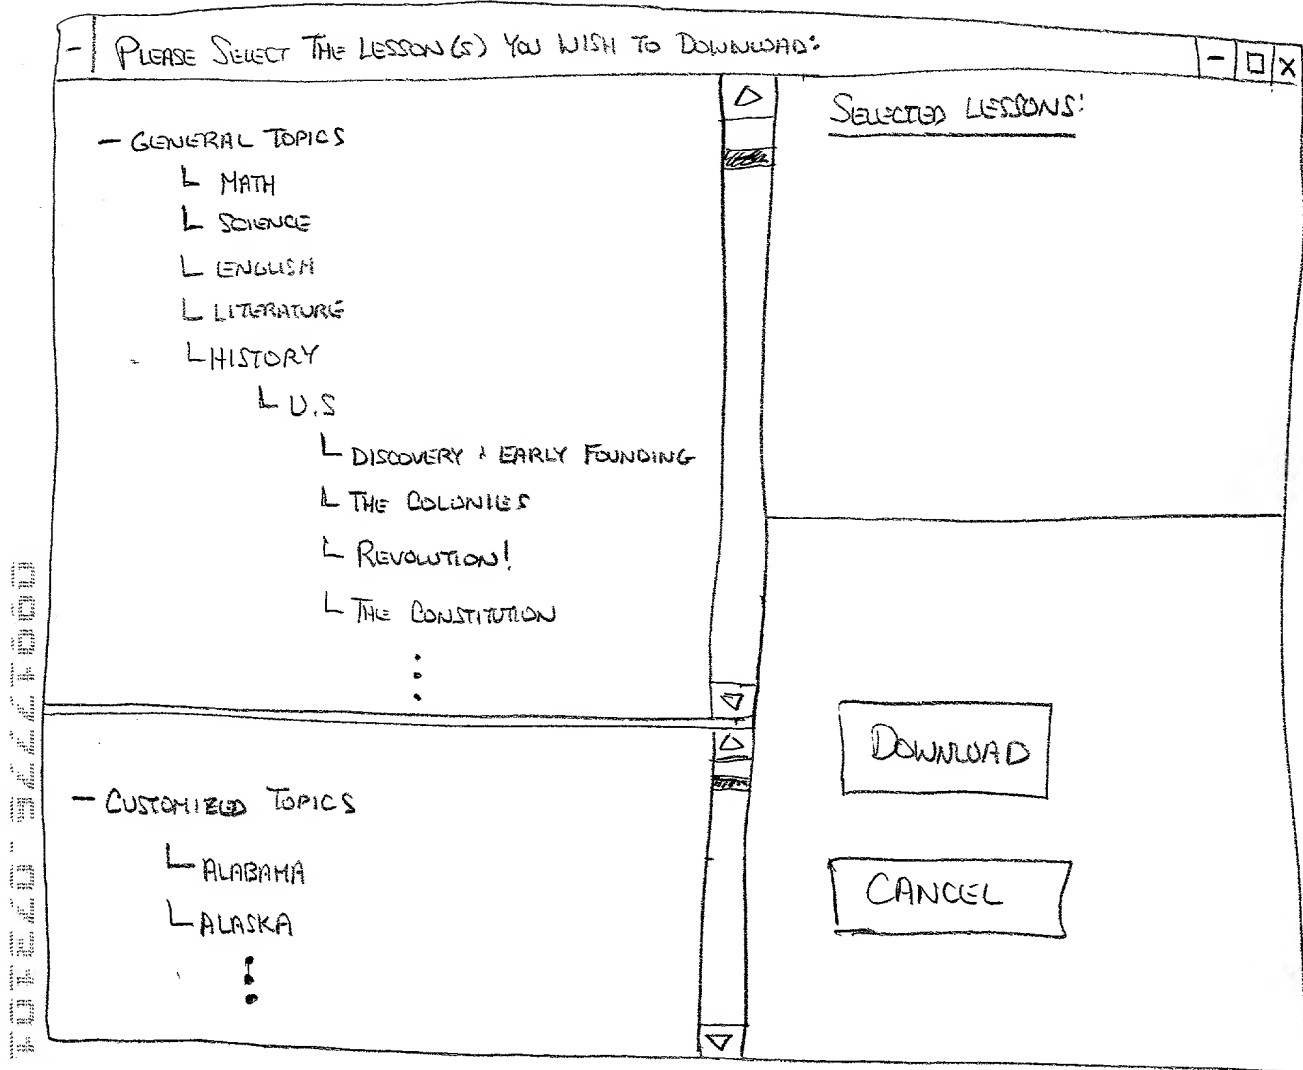 PLEASE SELECT THE LESSON(S) YOU WISH TO DOWNLOAD:
- GENERAL TOPICS
MATH
SCIENCE
ENGLISH
LITERATURE
HISTORY
U.S
DISCOVERY & EARLY FOUNDING
THE COLONIES
REVOLUTION!
THE CONSTITUTION
- CUSTOMIZED TOPICS
ALABAMA
ALASKA
SELECTED LESSONS:
DOWNLOAD
CANCEL